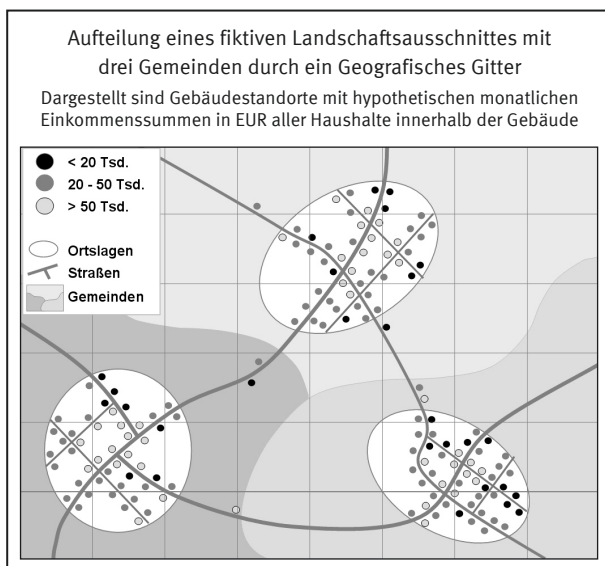 Aufteilung eines fiktiven Landschaftsausschnittes mit
drei Gemeinden durch ein Geografisches Gitter
Dargestellt sind Gebäudestandorte mit hypothetischen monatlichen
Einkommenssummen in EUR aller Haushalte innerhalb der Gebäude
< 20 Tsd.
20 - 50 Tsd.
> 50 Tsd.
Ortslagen
Straßen
Gemeinden